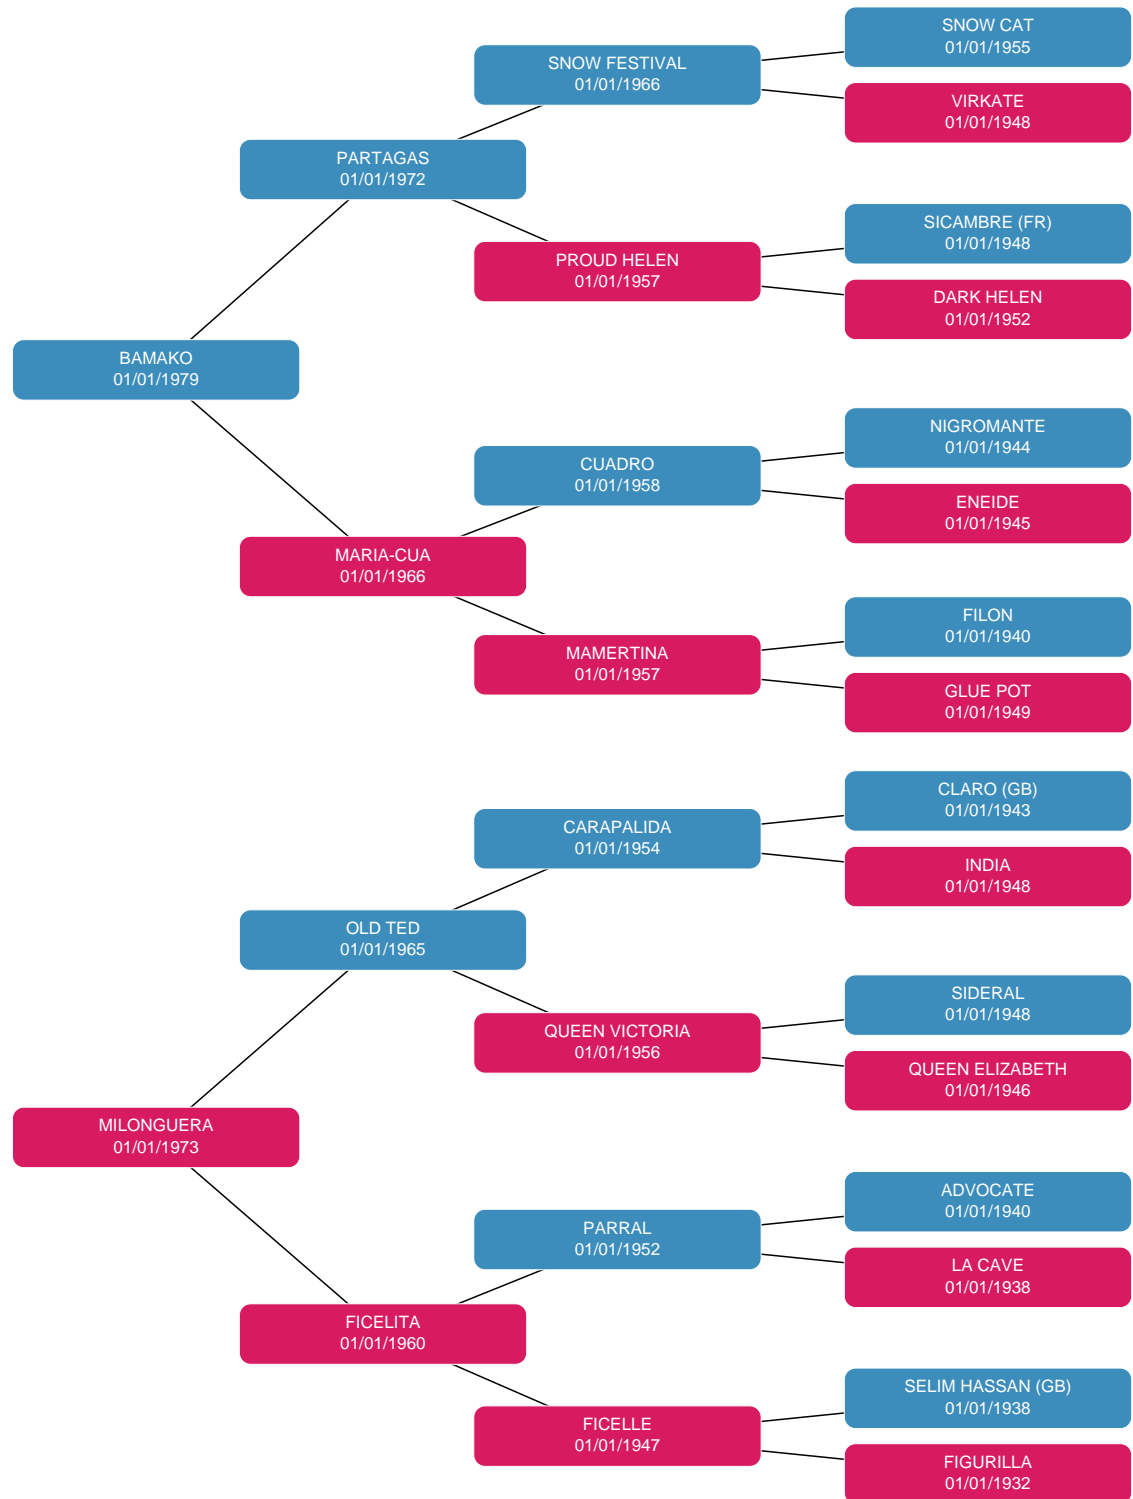 SNOW CAT
01/01/1955
SNOW FESTIVAL
01/01/1966
VIRKATE
01/01/1948
PARTAGAS
01/01/1972
SICAMBRE (FR)
01/01/1948
PROUD HELEN
01/01/1957
DARK HELEN
01/01/1952
BAMAKO
01/01/1979
NIGROMANTE
01/01/1944
CUADRO
01/01/1958
ENEIDE
01/01/1945
MARIA-CUA
01/01/1966
FILON
01/01/1940
MAMERTINA
01/01/1957
GLUE POT
01/01/1949
CLARO (GB)
01/01/1943
CARAPALIDA
01/01/1954
INDIA
01/01/1948
OLD TED
01/01/1965
SIDERAL
01/01/1948
QUEEN VICTORIA
01/01/1956
QUEEN ELIZABETH
01/01/1946
MILONGUERA
01/01/1973
ADVOCATE
01/01/1940
PARRAL
01/01/1952
LA CAVE
01/01/1938
FICELITA
01/01/1960
SELIM HASSAN (GB)
01/01/1938
FICELLE
01/01/1947
FIGURILLA
01/01/1932